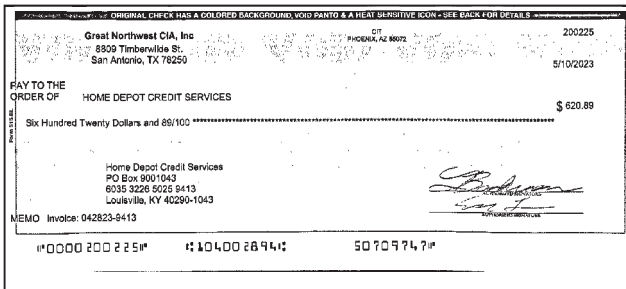 ORIGINAL CHECK HAS A COLORED BACKGROUND, VOID PANTO & A HEAT SENSITIVE ICON - SEE BACK FOR DETAILS
Great Northwest CIA, Inc
CIT
200225
8809 Timberwilde St.
PHOENIX, AZ 85072
San Antonio, TX 78250
5/10/2023
PAY TO THE
ORDER OF HOME DEPOT CREDIT SERVICES
$ 620.89
Six Hundred Twenty Dollars and 89/100
Home Depot Credit Services
PO Box 9001043
6035 3226 5025 9413
Louisville, KY 40290-1043
AUTHORIZED SIGNATURE
AUTHORIZED SIGNATURE
MEMO Invoice: 042823-9413
⑈0000200225⑈ ⑆104002894⑆ 50709747⑈